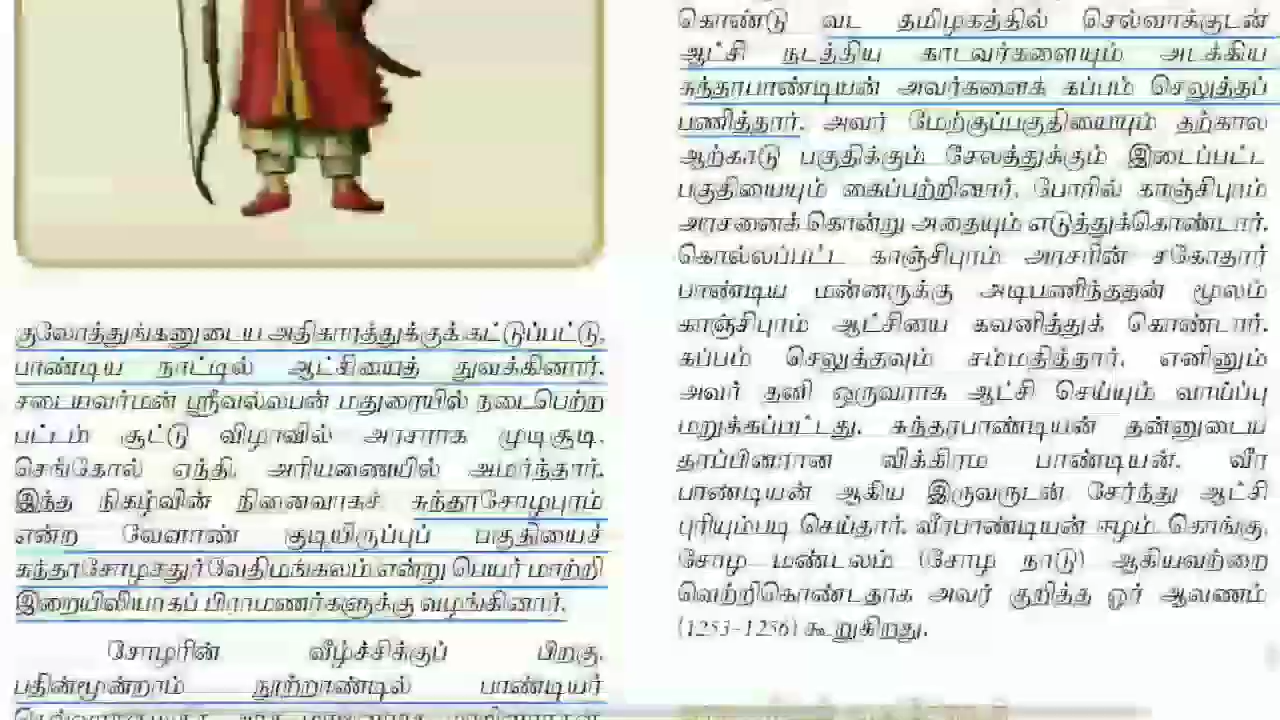 குலோத்துங்கனுடைய அதிகாரத்துக்குக் கட்டுப்பட்டு,
பாண்டிய நாட்டில் ஆட்சியைத் துவக்கினார்.
சடையவர்மன் ஸ்ரீவல்லபன் மதுரையில் நடைபெற்ற
பட்டம் சூட்டு விழாவில் அரசராக முடிசூடி,
செங்கோல் ஏந்தி, அரியணையில் அமர்ந்தார்.
இந்த நிகழ்வின் நினைவாகச் சுந்தரசோழபுரம்
என்ற வேளாண் குடியிருப்புப் பகுதியைச்
சுந்தரசோழசதுர்வேதிமங்கலம் என்று பெயர் மாற்றி
இறையிலியாகப் பிராமணர்களுக்கு வழங்கினார்.
சோழரின் வீழ்ச்சிக்குப் பிறகு,
பதின்மூன்றாம் நூற்றாண்டில் பாண்டியர்
கொண்டு வட தமிழகத்தில் செல்வாக்குடன்
ஆட்சி நடத்திய காடவர்களையும் அடக்கிய
சுந்தரபாண்டியன் அவர்களைக் கப்பம் செலுத்தப்
பணித்தார். அவர் மேற்குப்பகுதியையும் தற்கால
ஆற்காடு பகுதிக்கும் சேலத்துக்கும் இடைப்பட்ட
பகுதியையும் கைப்பற்றினார். போரில் காஞ்சிபுரம்
அரசனைக் கொன்று அதையும் எடுத்துக்கொண்டார்.
கொல்லப்பட்ட காஞ்சிபுரம் அரசரின் சகோதரர்
பாண்டிய மன்னருக்கு அடிபணிந்ததன் மூலம்
காஞ்சிபுரம் ஆட்சியை கவனித்துக் கொண்டார்.
கப்பம் செலுத்தவும் சம்மதித்தார். எனினும்
அவர் தனி ஒருவராக ஆட்சி செய்யும் வாய்ப்பு
மறுக்கப்பட்டது. சுந்தரபாண்டியன் தன்னுடைய
தரப்பினரான விக்கிரம பாண்டியன், வீர
பாண்டியன் ஆகிய இருவருடன் சேர்ந்து ஆட்சி
புரியும்படி செய்தார். வீரபாண்டியன் ஈழம், கொங்கு,
சோழ மண்டலம் (சோழ நாடு) ஆகியவற்றை
வெற்றிகொண்டதாக அவர் குறித்த ஓர் ஆவணம்
(1253–1256) கூறுகிறது.